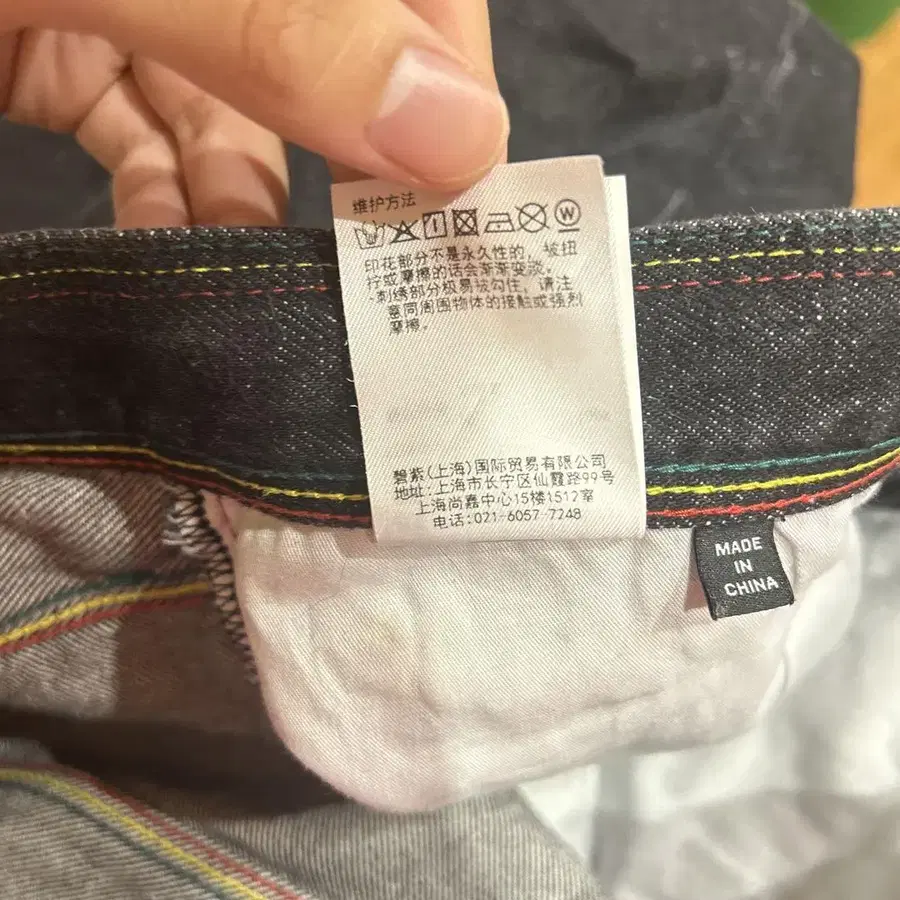 维护方法
W
印花部分不是永久性的，被扭
拧或摩擦的话会渐渐变淡。
·刺绣部分极易被勾住，请注
意同周围物体的接触或强烈
摩擦。
碧紫(上海)国际贸易有限公司
地址:上海市长宁区仙霞路99号
上海尚嘉中心15楼1512室
电话:021-6057-7248
MADE
IN
CHINA